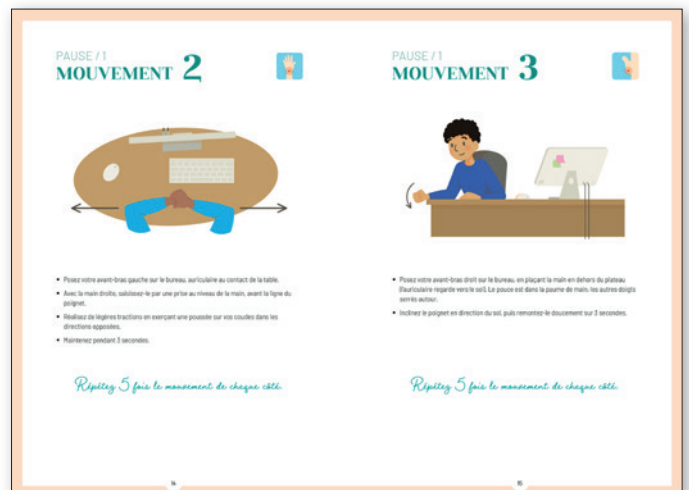 PAUSE / 1
MOUVEMENT 2
• Posez votre avant-bras gauche sur le bureau, auriculaire au contact de la table.
• Avec la main droite, saisissez-le par une prise au niveau de la main, avant la ligne du
poignet.
• Réalisez de légères tractions en exerçant une poussée sur vos coudes dans les
directions opposées.
• Maintenez pendant 3 secondes.
Répétez 5 fois le mouvement de chaque côté.
14
PAUSE / 1
MOUVEMENT 3
• Posez votre avant-bras droit sur le bureau, en plaçant la main en dehors du plateau
(l'auriculaire regarde vers le sol). Le pouce est dans la paume de main, les autres doigts
serrés autour.
• Inclinez le poignet en direction du sol, puis remontez-le doucement sur 3 secondes.
Répétez 5 fois le mouvement de chaque côté.
15